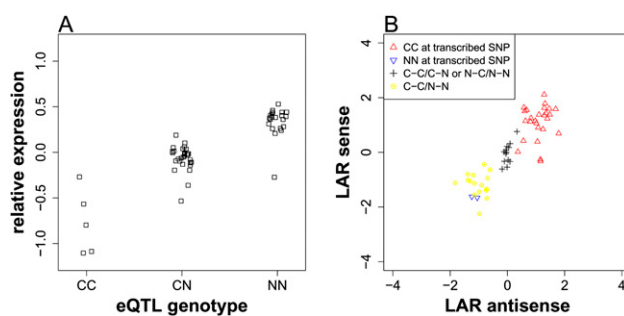 A
relative expression
0.5
0.0
−0.5
−1.0
CC
CN
NN
eQTL genotype
B
LAR sense
4
2
0
−2
−4
CC at transcribed SNP
NN at transcribed SNP
C−C/C−N or N−C/N−N
C−C/N−N
−4
−2
0
2
4
LAR antisense